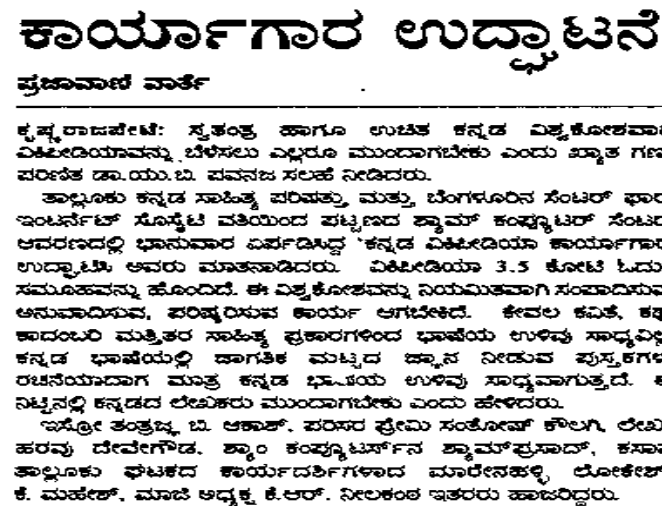 ಕಾರ್ಯಾಗಾರ ಉದ್ಘಾಟನೆ
ಪ್ರಜಾವಾಣಿ ವಾರ್ತೆ
ಕೃಷ್ಣರಾಜಪೇಟೆ: ಸ್ವತಂತ್ರ ಹಾಗೂ ಉಚಿತ ಕನ್ನಡ ವಿಶ್ವಕೋಶವಾದ
ವಿಕಿಪೀಡಿಯಾವನ್ನು ಬೆಳೆಸಲು ಎಲ್ಲರೂ ಮುಂದಾಗಬೇಕು ಎಂದು ಖ್ಯಾತ ಗಣ
ಪರಿಣಿತ ಡಾ.ಯು.ಬಿ. ಪವನಜ ಸಲಹೆ ನೀಡಿದರು.
ತಾಲ್ಲೂಕು ಕನ್ನಡ ಸಾಹಿತ್ಯ ಪರಿಷತ್ತು ಮತ್ತು ಬೆಂಗಳೂರಿನ ಸೆಂಟರ್ ಫಾರ್
ಇಂಟರ್ನೆಟ್ ಸೊಸೈಟಿ ವತಿಯಿಂದ ಪಟ್ಟಣದ ಶ್ಯಾಮ್ ಕಂಪ್ಯೂಟರ್ ಸೆಂಟರ್
ಆವರಣದಲ್ಲಿ ಭಾನುವಾರ ಏರ್ಪಡಿಸಿದ್ದ 'ಕನ್ನಡ ವಿಕಿಪೀಡಿಯಾ ಕಾರ್ಯಾಗಾರ
ಉದ್ಘಾಟಿಸಿ ಅವರು ಮಾತನಾಡಿದರು. ವಿಕಿಪೀಡಿಯಾ 3.5 ಕೋಟಿ ಓದು
ಸಮೂಹವನ್ನು ಹೊಂದಿದೆ. ಈ ವಿಶ್ವಕೋಶವನ್ನು ನಿಯಮಿತವಾಗಿ ಸಂಪಾದಿಸುವ
ಅನುವಾದಿಸುವ, ಪರಿಷ್ಕರಿಸುವ ಕಾರ್ಯ ಆಗಬೇಕಿದೆ. ಕೇವಲ ಕವಿತೆ, ಕಥ
ಕಾದಂಬರಿ ಮತ್ತಿತರ ಸಾಹಿತ್ಯ ಪ್ರಕಾರಗಳಿಂದ ಭಾಷೆಯ ಉಳಿವು ಸಾಧ್ಯವಿಲ್ಲ
ಕನ್ನಡ ಭಾಷೆಯಲ್ಲಿ ಜಾಗತಿಕ ಮಟ್ಟದ ಜ್ಞಾನ ನೀಡುವ ಪುಸ್ತಕಗಳ
ರಚನೆಯಾದಾಗ ಮಾತ್ರ ಕನ್ನಡ ಭಾಷೆಯ ಉಳಿವು ಸಾಧ್ಯವಾಗುತ್ತದೆ. ಈ
ನಿಟ್ಟಿನಲ್ಲಿ ಕನ್ನಡದ ಲೇಖಕರು ಮುಂದಾಗಬೇಕು ಎಂದು ಹೇಳಿದರು.
ಇಸ್ರೋ ತಂತ್ರಜ್ಞ ಬಿ. ಆಕಾಶ್, ಪರಿಸರ ಪ್ರೇಮಿ ಸಂತೋಷ್ ಕೌಲಗಿ, ಲೇಖ
ಹರವು ದೇವೇಗೌಡ, ಶ್ಯಾಂ ಕಂಪ್ಯೂಟರ್ಸ್‌ನ ಶ್ಯಾಮ್‌ಪ್ರಸಾದ್, ಕಸಾಪ
ತಾಲ್ಲೂಕು ಘಟಕದ ಕಾರ್ಯದರ್ಶಿಗಳಾದ ಮಾರೇನಹಳ್ಳಿ ಲೋಕೇಶ್
ಕೆ. ಮಹೇಶ್, ಮಾಜಿ ಅಧ್ಯಕ್ಷ ಕೆ.ಆರ್. ನೀಲಕಂಠ ಇತರರು ಹಾಜರಿದ್ದರು.